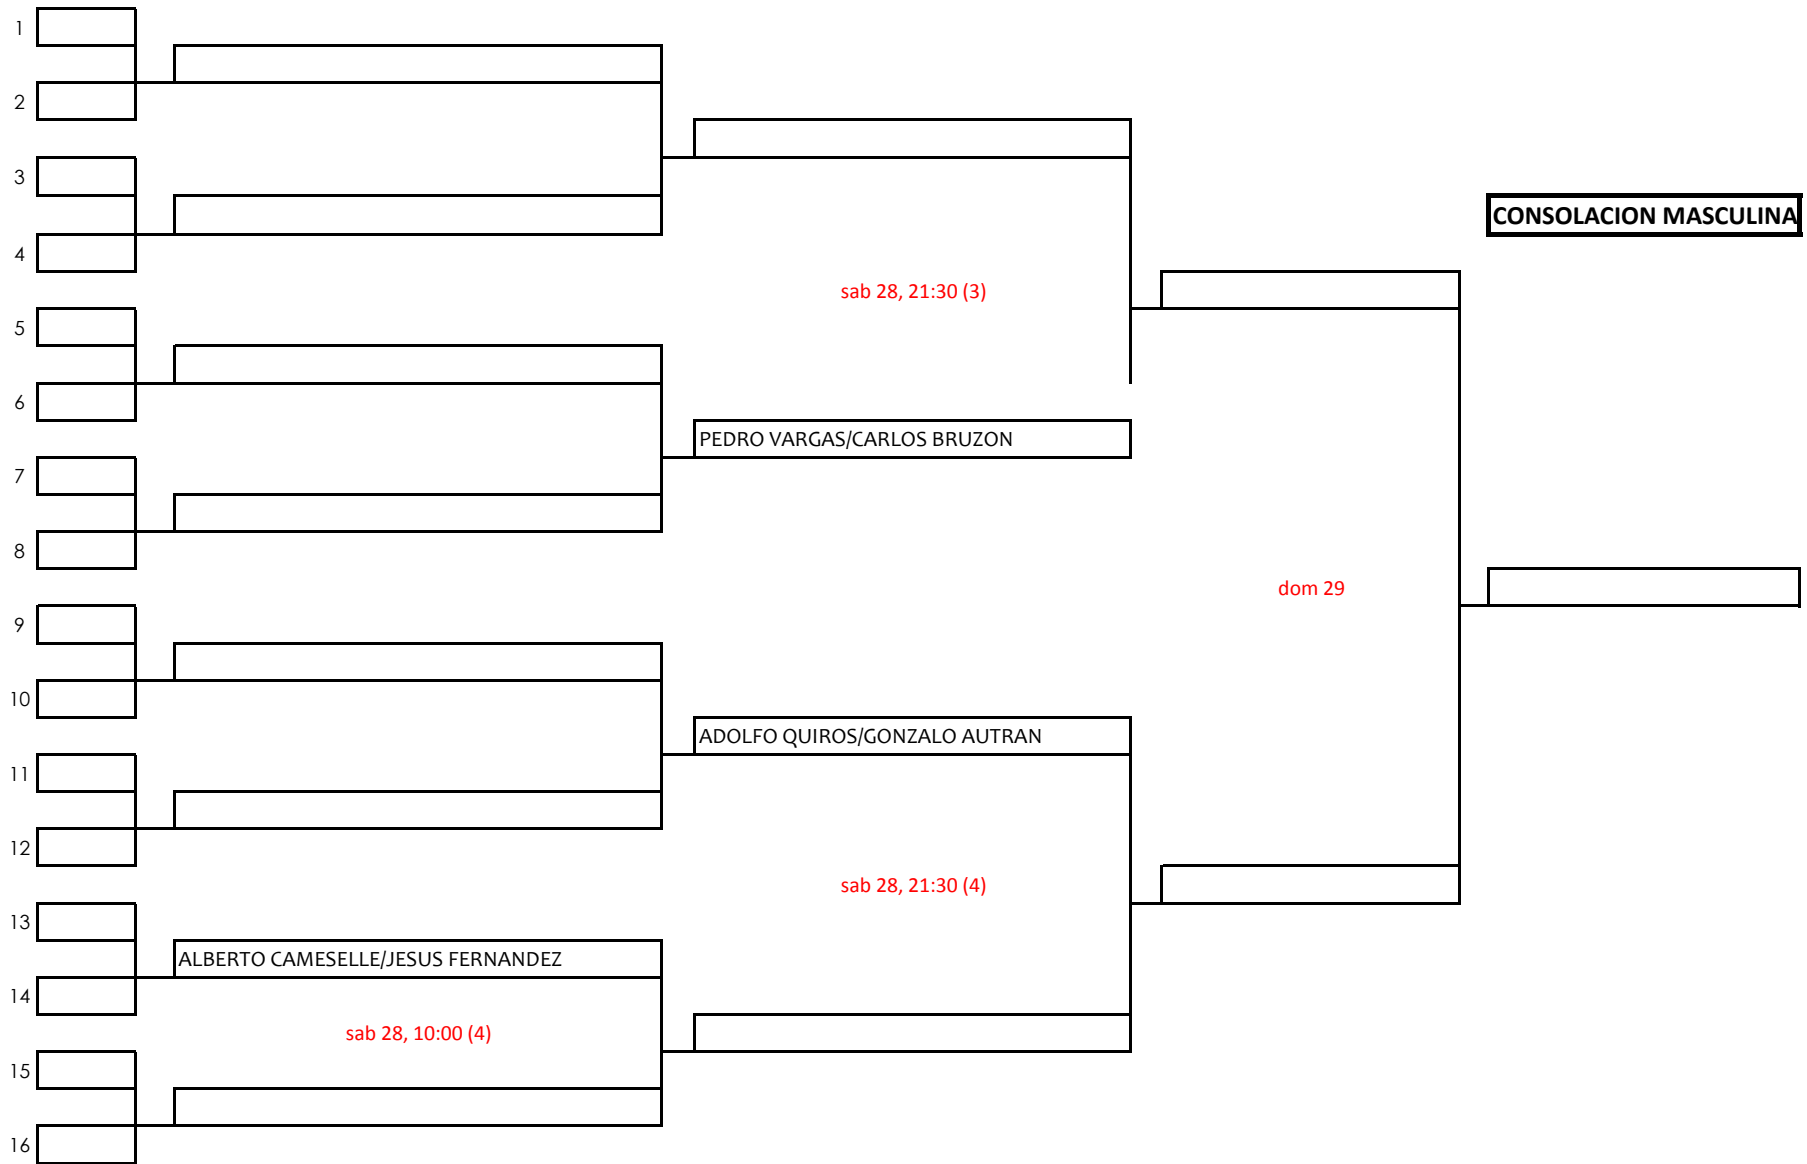 1
2
3
CONSOLACION MASCULINA
4
sab 28, 21:30 (3)
5
6
PEDRO VARGAS/CARLOS BRUZON
7
8
dom 29
9
10
ADOLFO QUIROS/GONZALO AUTRAN
11
12
sab 28, 21:30 (4)
13
ALBERTO CAMESELLE/JESUS FERNANDEZ
14
sab 28, 10:00 (4)
15
16